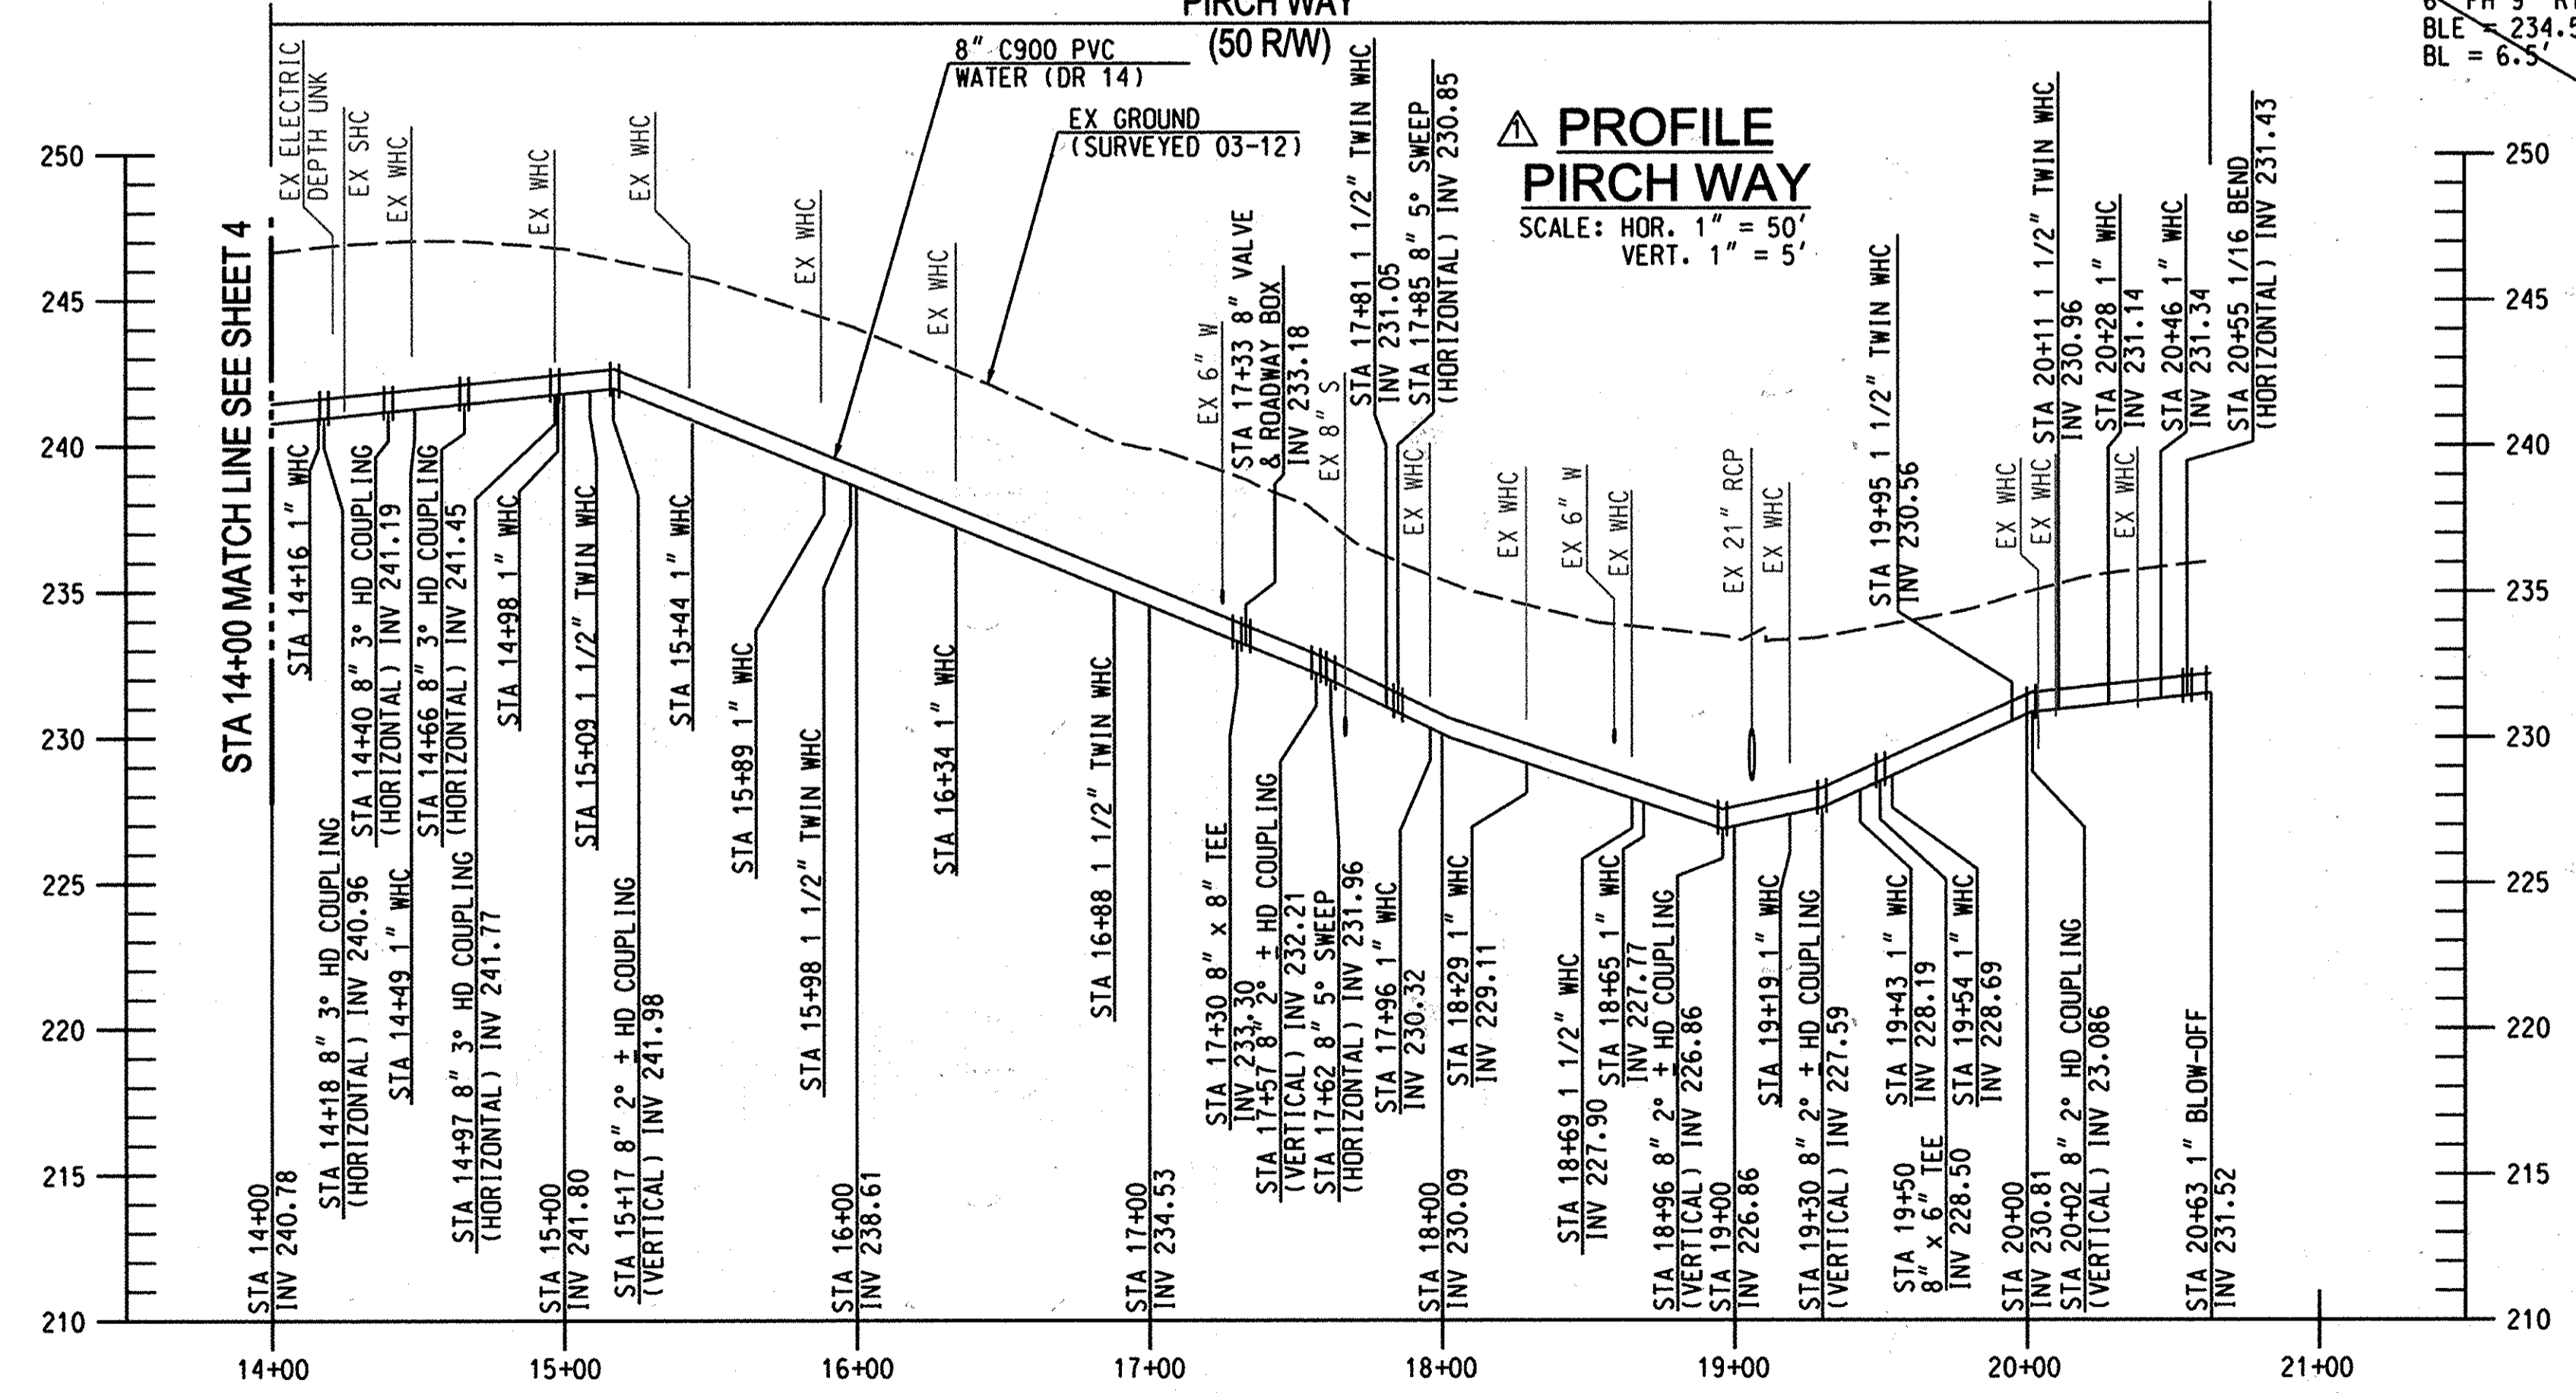 PIRCH WAY
(50 R/W)
8" C900 PVC
WATER (DR 14)
EX GROUND
(SURVEYED 03-12)
⚠1 PROFILE
PIRCH WAY
SCALE: HOR. 1" = 50'
VERT. 1" = 5'
BLE = 234.5
BL = 6.5'
STA 14+00 MATCH LINE SEE SHEET 4
EX ELECTRIC
DEPTH UNK
EX SHC
EX WHC
EX WHC
EX WHC
EX WHC
EX WHC
EX 6" W
STA 17+33 8" VALVE
& ROADWAY BOX
INV 233.18
EX 8" S
STA 17+81 1 1/2" TWIN WHC
INV 231.05
STA 17+85 8" 5° SWEEP
(HORIZONTAL) INV 230.85
EX WHC
EX WHC
EX 6" W
EX WHC
EX 21" RCP
EX WHC
STA 19+95 1 1/2" TWIN WHC
INV 230.56
EX WHC
EX WHC
STA 20+11 1 1/2" TWIN WHC
INV 230.96
STA 20+28 1" WHC
INV 231.14
EX WHC
STA 20+46 1" WHC
INV 231.34
STA 20+55 1/16 BEND
(HORIZONTAL) INV 231.43
STA 14+00
INV 240.78
STA 14+16 1" WHC
STA 14+18 8" 3° HD COUPLING
(HORIZONTAL) INV 240.96
STA 14+40 8" 3° HD COUPLING
(HORIZONTAL) INV 241.19
STA 14+49 1" WHC
STA 14+66 8" 3° HD COUPLING
(HORIZONTAL) INV 241.45
STA 14+97 8" 3° HD COUPLING
(HORIZONTAL) INV 241.77
STA 14+98 1" WHC
STA 15+00
INV 241.80
STA 15+09 1 1/2" TWIN WHC
STA 15+17 8" 2° ± HD COUPLING
(VERTICAL) INV 241.98
STA 15+44 1" WHC
STA 15+89 1" WHC
STA 15+98 1 1/2" TWIN WHC
STA 16+00
INV 238.61
STA 16+34 1" WHC
STA 16+88 1 1/2" TWIN WHC
STA 17+00
INV 234.53
STA 17+30 8" x 8" TEE
INV 233.30
STA 17+57 8" 2° ± HD COUPLING
(VERTICAL) INV 232.21
STA 17+62 8" 5° SWEEP
(HORIZONTAL) INV 231.96
STA 17+96 1" WHC
INV 230.32
STA 18+00
INV 230.09
STA 18+29 1" WHC
INV 229.11
STA 18+69 1 1/2" WHC
INV 227.90
STA 18+65 1" WHC
INV 227.77
STA 18+96 8" 2° ± HD COUPLING
(VERTICAL) INV 226.86
STA 19+00
INV 226.86
STA 19+19 1" WHC
STA 19+30 8" 2° ± HD COUPLING
(VERTICAL) INV 227.59
STA 19+43 1" WHC
INV 228.19
STA 19+50
8" x 6" TEE
INV 228.50
STA 19+54 1" WHC
INV 228.69
STA 20+00
INV 230.81
STA 20+02 8" 2° HD COUPLING
(VERTICAL) INV 23.086
STA 20+63 1" BLOW-OFF
INV 231.52
250
245
240
235
230
225
220
215
210
250
245
240
235
230
225
220
215
210
14+00
15+00
16+00
17+00
18+00
19+00
20+00
21+00